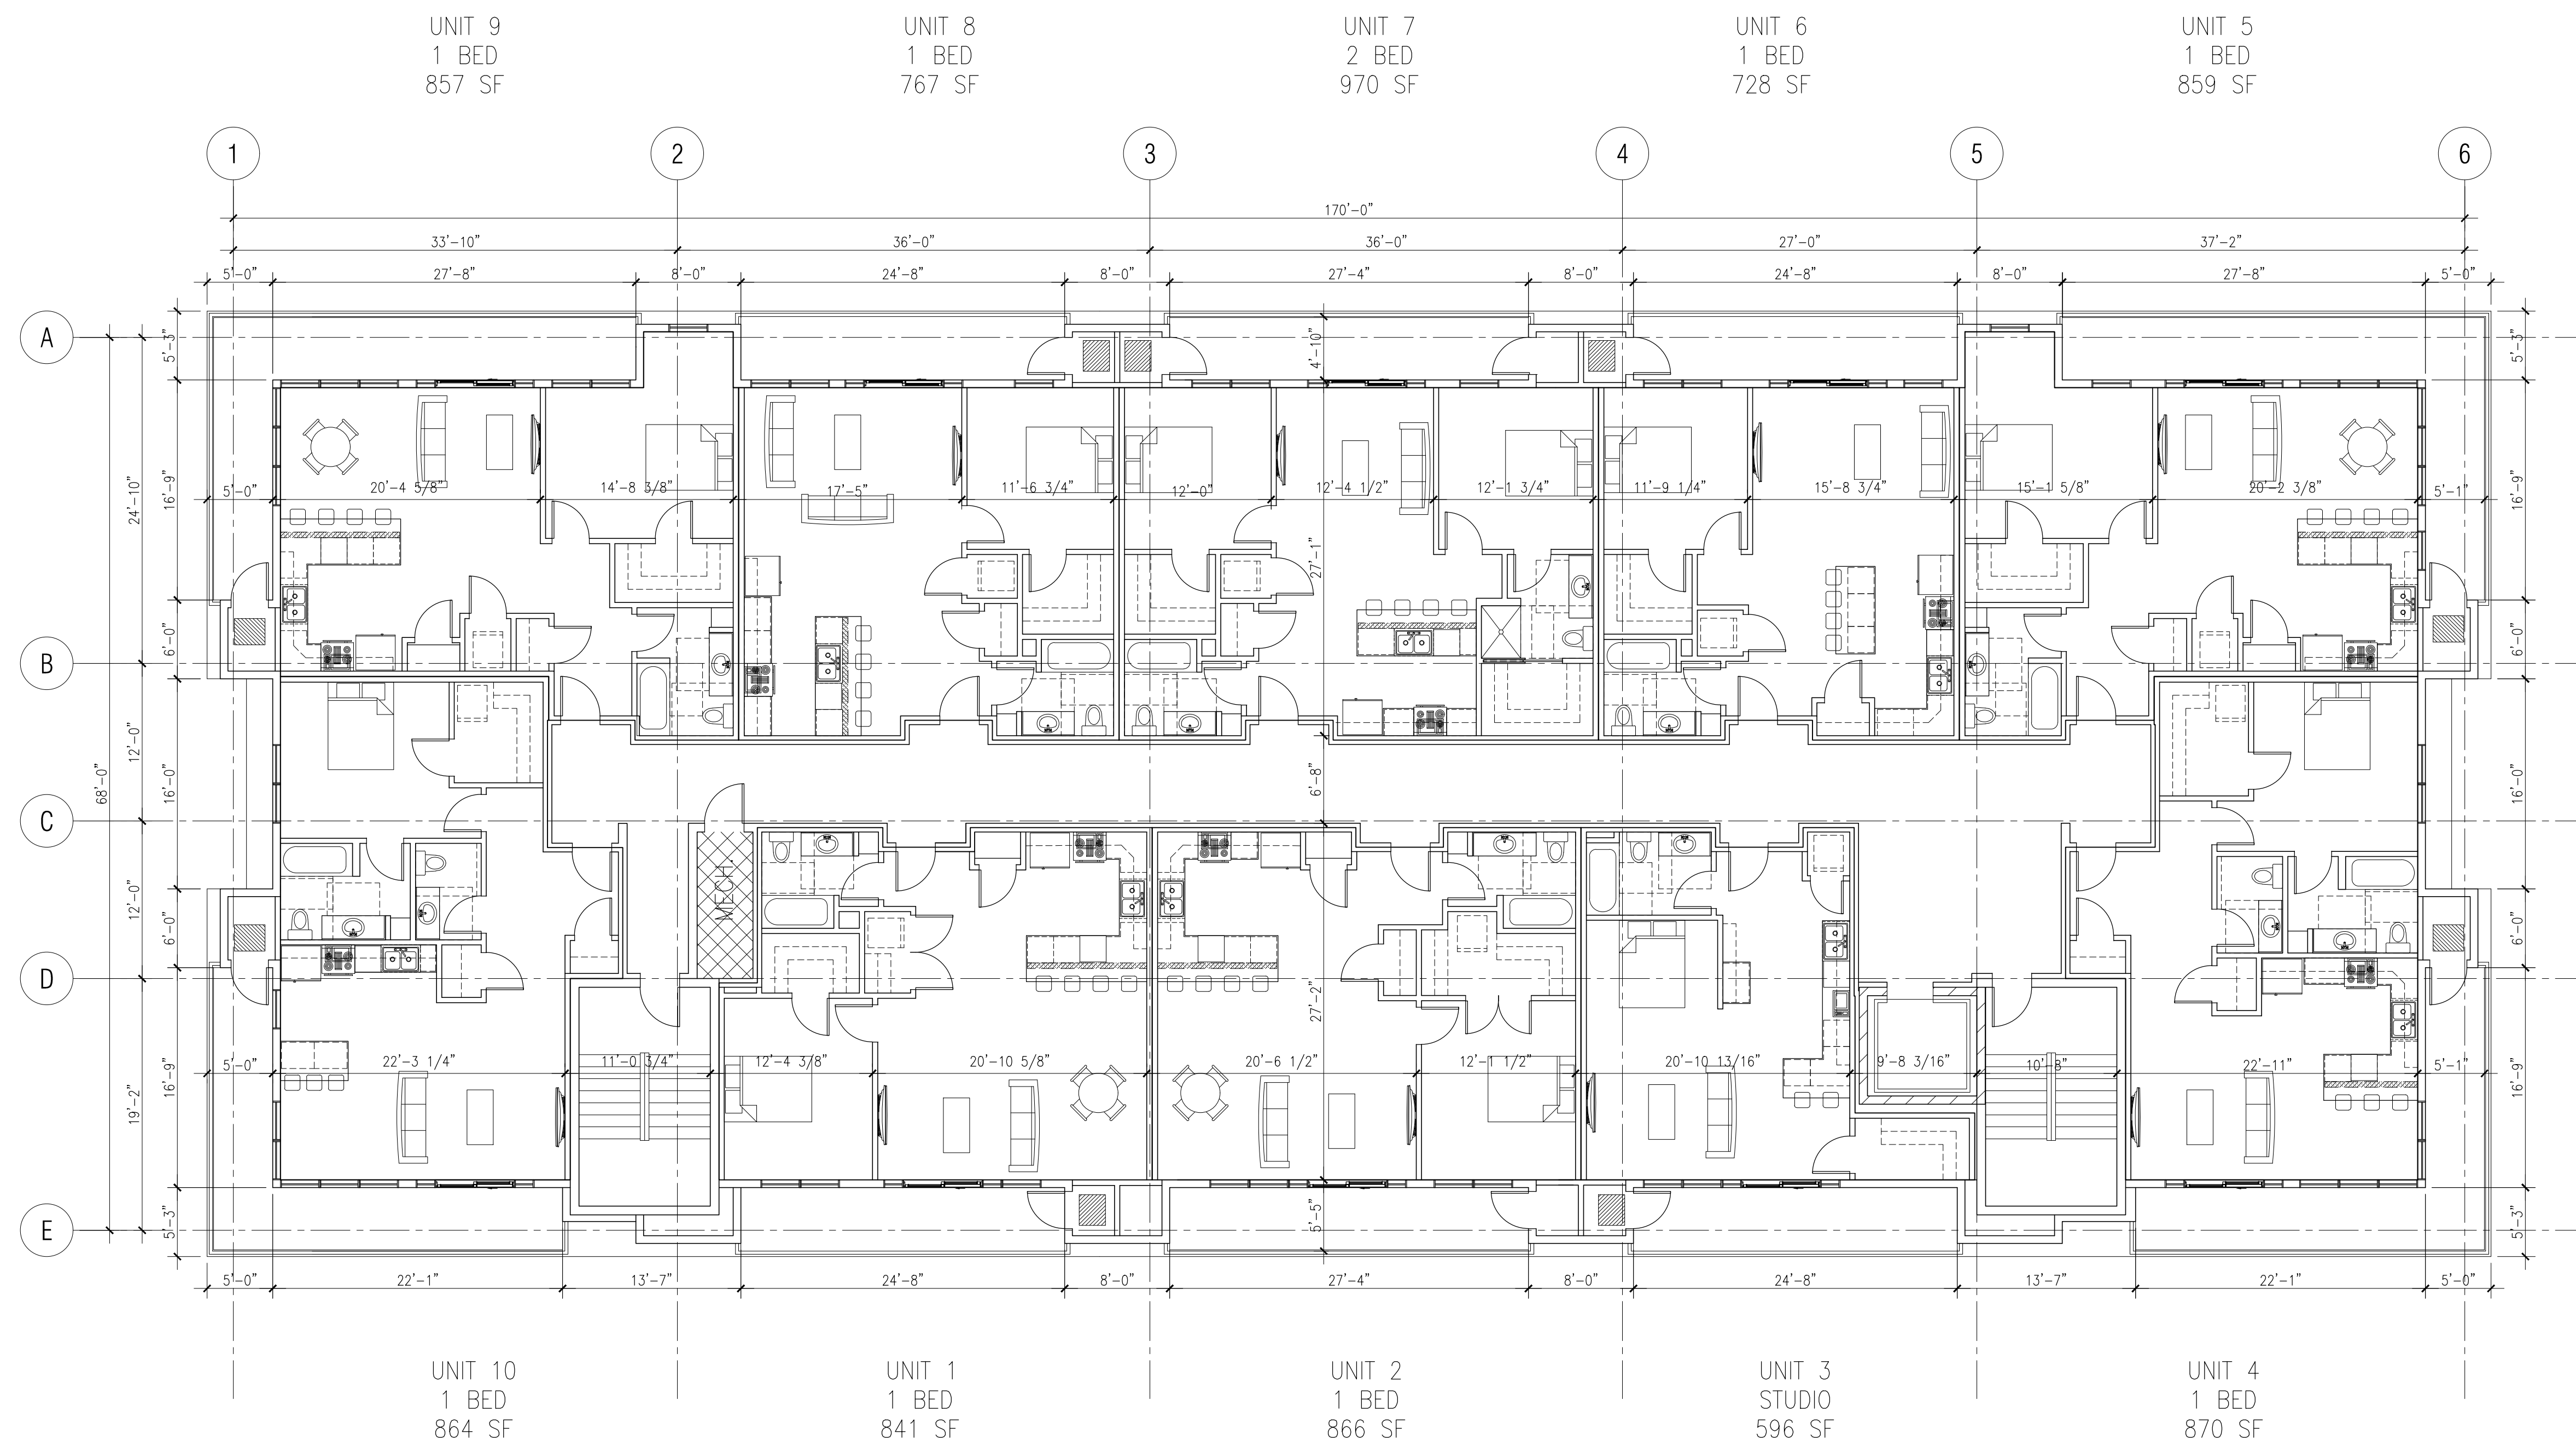 UNIT 9
1 BED
857 SF
UNIT 8
1 BED
767 SF
UNIT 7
2 BED
970 SF
UNIT 6
1 BED
728 SF
UNIT 5
1 BED
859 SF
1 2 3 4 5 6
170'-0"
33'-10" 36'-0" 36'-0" 27'-0" 37'-2"
5'-0" 27'-8" 8'-0" 24'-8" 8'-0" 27'-4" 8'-0" 24'-8" 8'-0" 27'-8" 5'-0"
A
5'-3"
4'-10"
5'-3"
24'-10"
16'-9"
5'-0" 20'-4 5/8" 14'-8 3/8" 17'-5" 11'-6 3/4" 12'-0" 12'-4 1/2" 12'-1 3/4" 11'-9 1/4" 15'-8 3/4" 15'-1 5/8" 20'-2 3/8" 5'-1"
16'-9"
27'-1"
6'-0"
6'-0"
B
12'-0"
16'-0"
68'-0"
6'-8"
16'-0"
C
MECH.
12'-0"
6'-0"
6'-0"
D
27'-2"
19'-2"
16'-9"
5'-0" 22'-3 1/4" 11'-0 3/4" 12'-4 3/8" 20'-10 5/8" 20'-6 1/2" 12'-1 1/2" 20'-10 13/16" 9'-8 3/16" 10'-8" 22'-11" 5'-1"
16'-9"
E
5'-3"
5'-5"
5'-3"
5'-0" 22'-1" 13'-7" 24'-8" 8'-0" 27'-4" 8'-0" 24'-8" 13'-7" 22'-1" 5'-0"
UNIT 10
1 BED
864 SF
UNIT 1
1 BED
841 SF
UNIT 2
1 BED
866 SF
UNIT 3
STUDIO
596 SF
UNIT 4
1 BED
870 SF